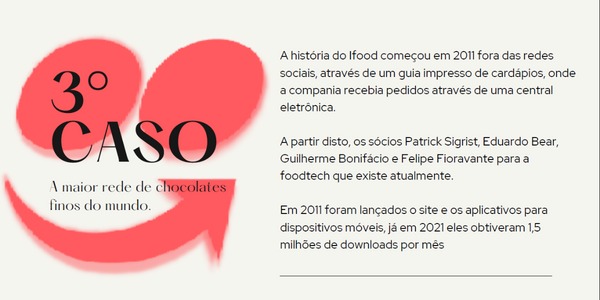 3º
CASO
A maior rede de chocolates
finos do mundo.
A história do Ifood começou em 2011 fora das redes
sociais, através de um guia impresso de cardápios, onde
a compania recebia pedidos através de uma central
eletrônica.
A partir disto, os sócios Patrick Sigrist, Eduardo Bear,
Guilherme Bonifácio e Felipe Fioravante para a
foodtech que existe atualmente.
Em 2011 foram lançados o site e os aplicativos para
dispositivos móveis, já em 2021 eles obtiveram 1,5
milhões de downloads por mês